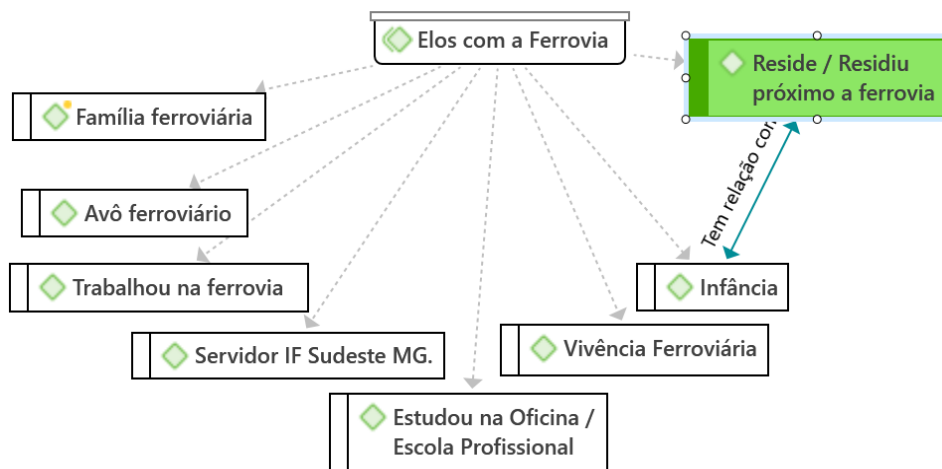 Elos com a Ferrovia
Reside / Residiu
próximo a ferrovia
Família ferroviária
Tem relação com
Avô ferroviário
Trabalhou na ferrovia
Infância
Servidor IF Sudeste MG.
Vivência Ferroviária
Estudou na Oficina /
Escola Profissional